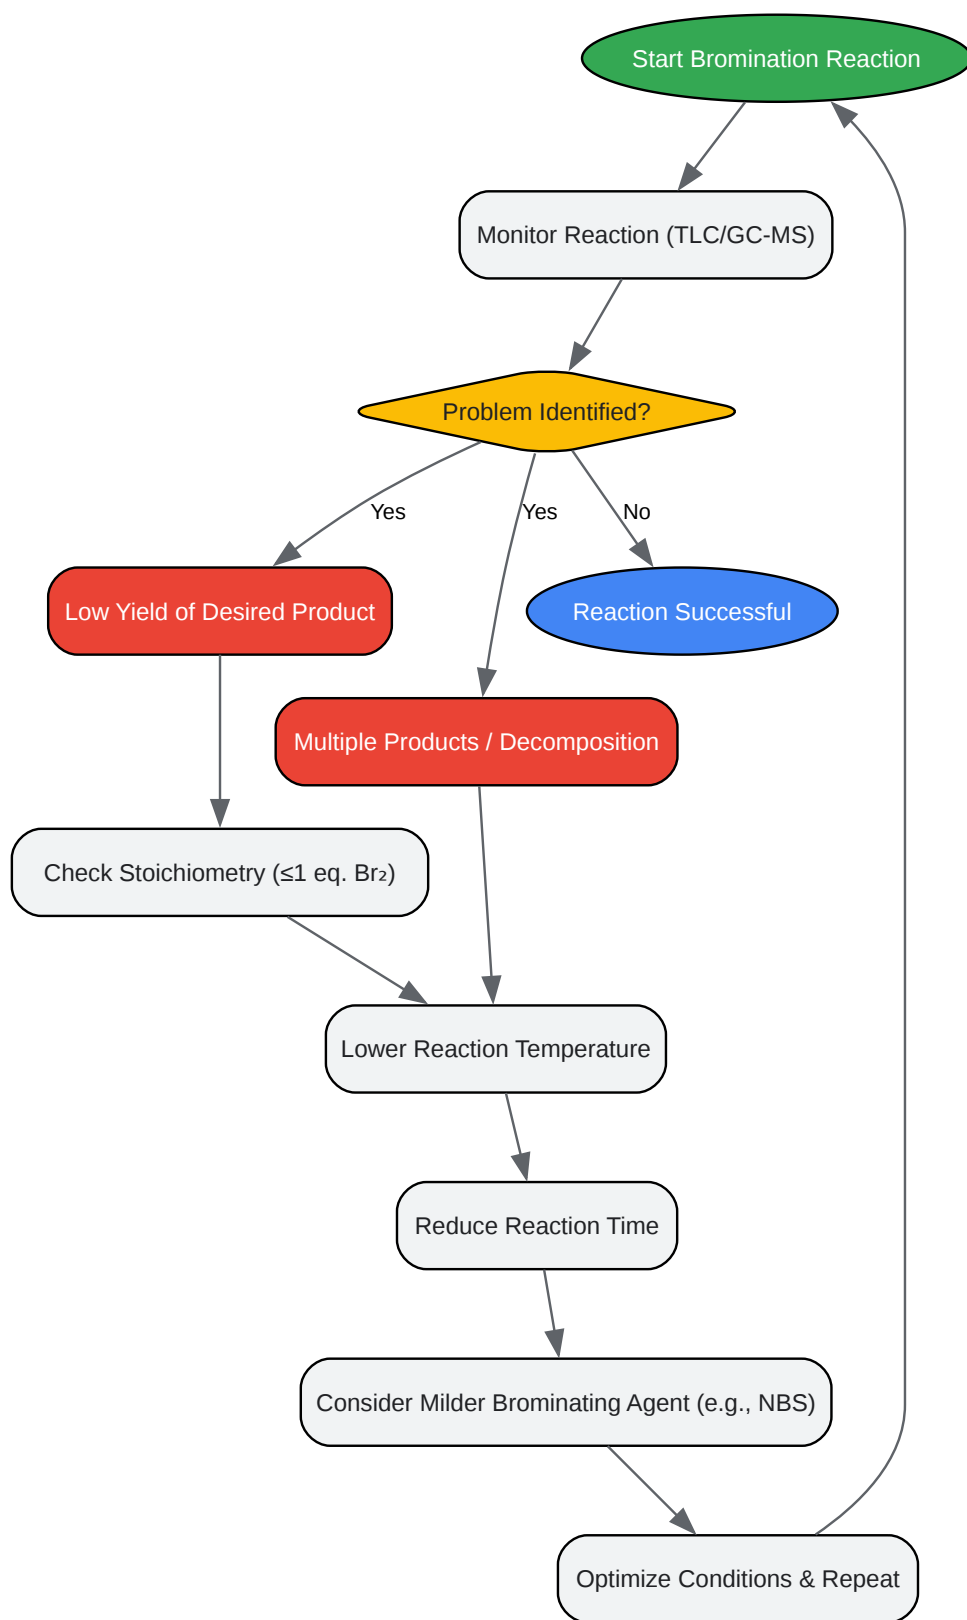 Start Bromination Reaction
Monitor Reaction (TLC/GC-MS)
Problem Identified?
Yes
Yes
No
Low Yield of Desired Product
Reaction Successful
Multiple Products / Decomposition
Check Stoichiometry (≤1 eq. Br₂)
Lower Reaction Temperature
Reduce Reaction Time
Consider Milder Brominating Agent (e.g., NBS)
Optimize Conditions & Repeat